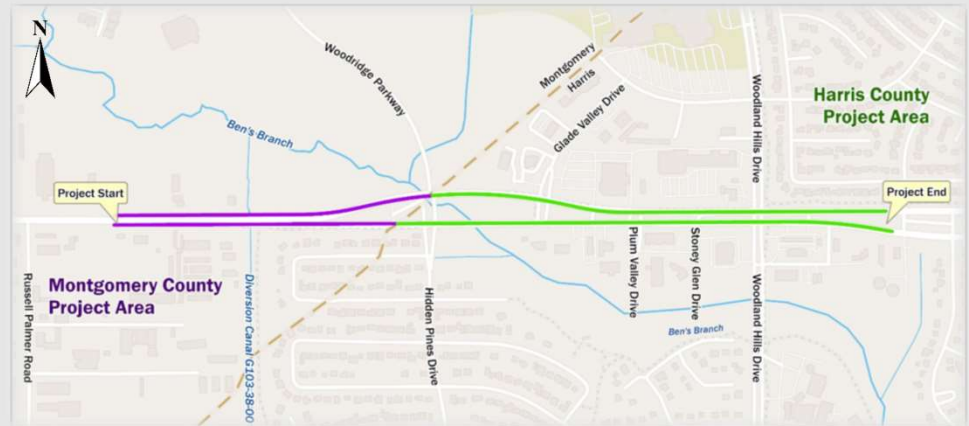 N
Woodridge Parkway
Montgomery
Harris
Glade Valley Drive
Woodland Hills Drive
Harris County
Project Area
Ben's Branch
Project Start
Project End
Montgomery County
Project Area
Russell Palmer Road
Diversion Canal G103-38-00
Hidden Pines Drive
Plum Valley Drive
Stoney Glen Drive
Woodland Hills Drive
Ben's Branch